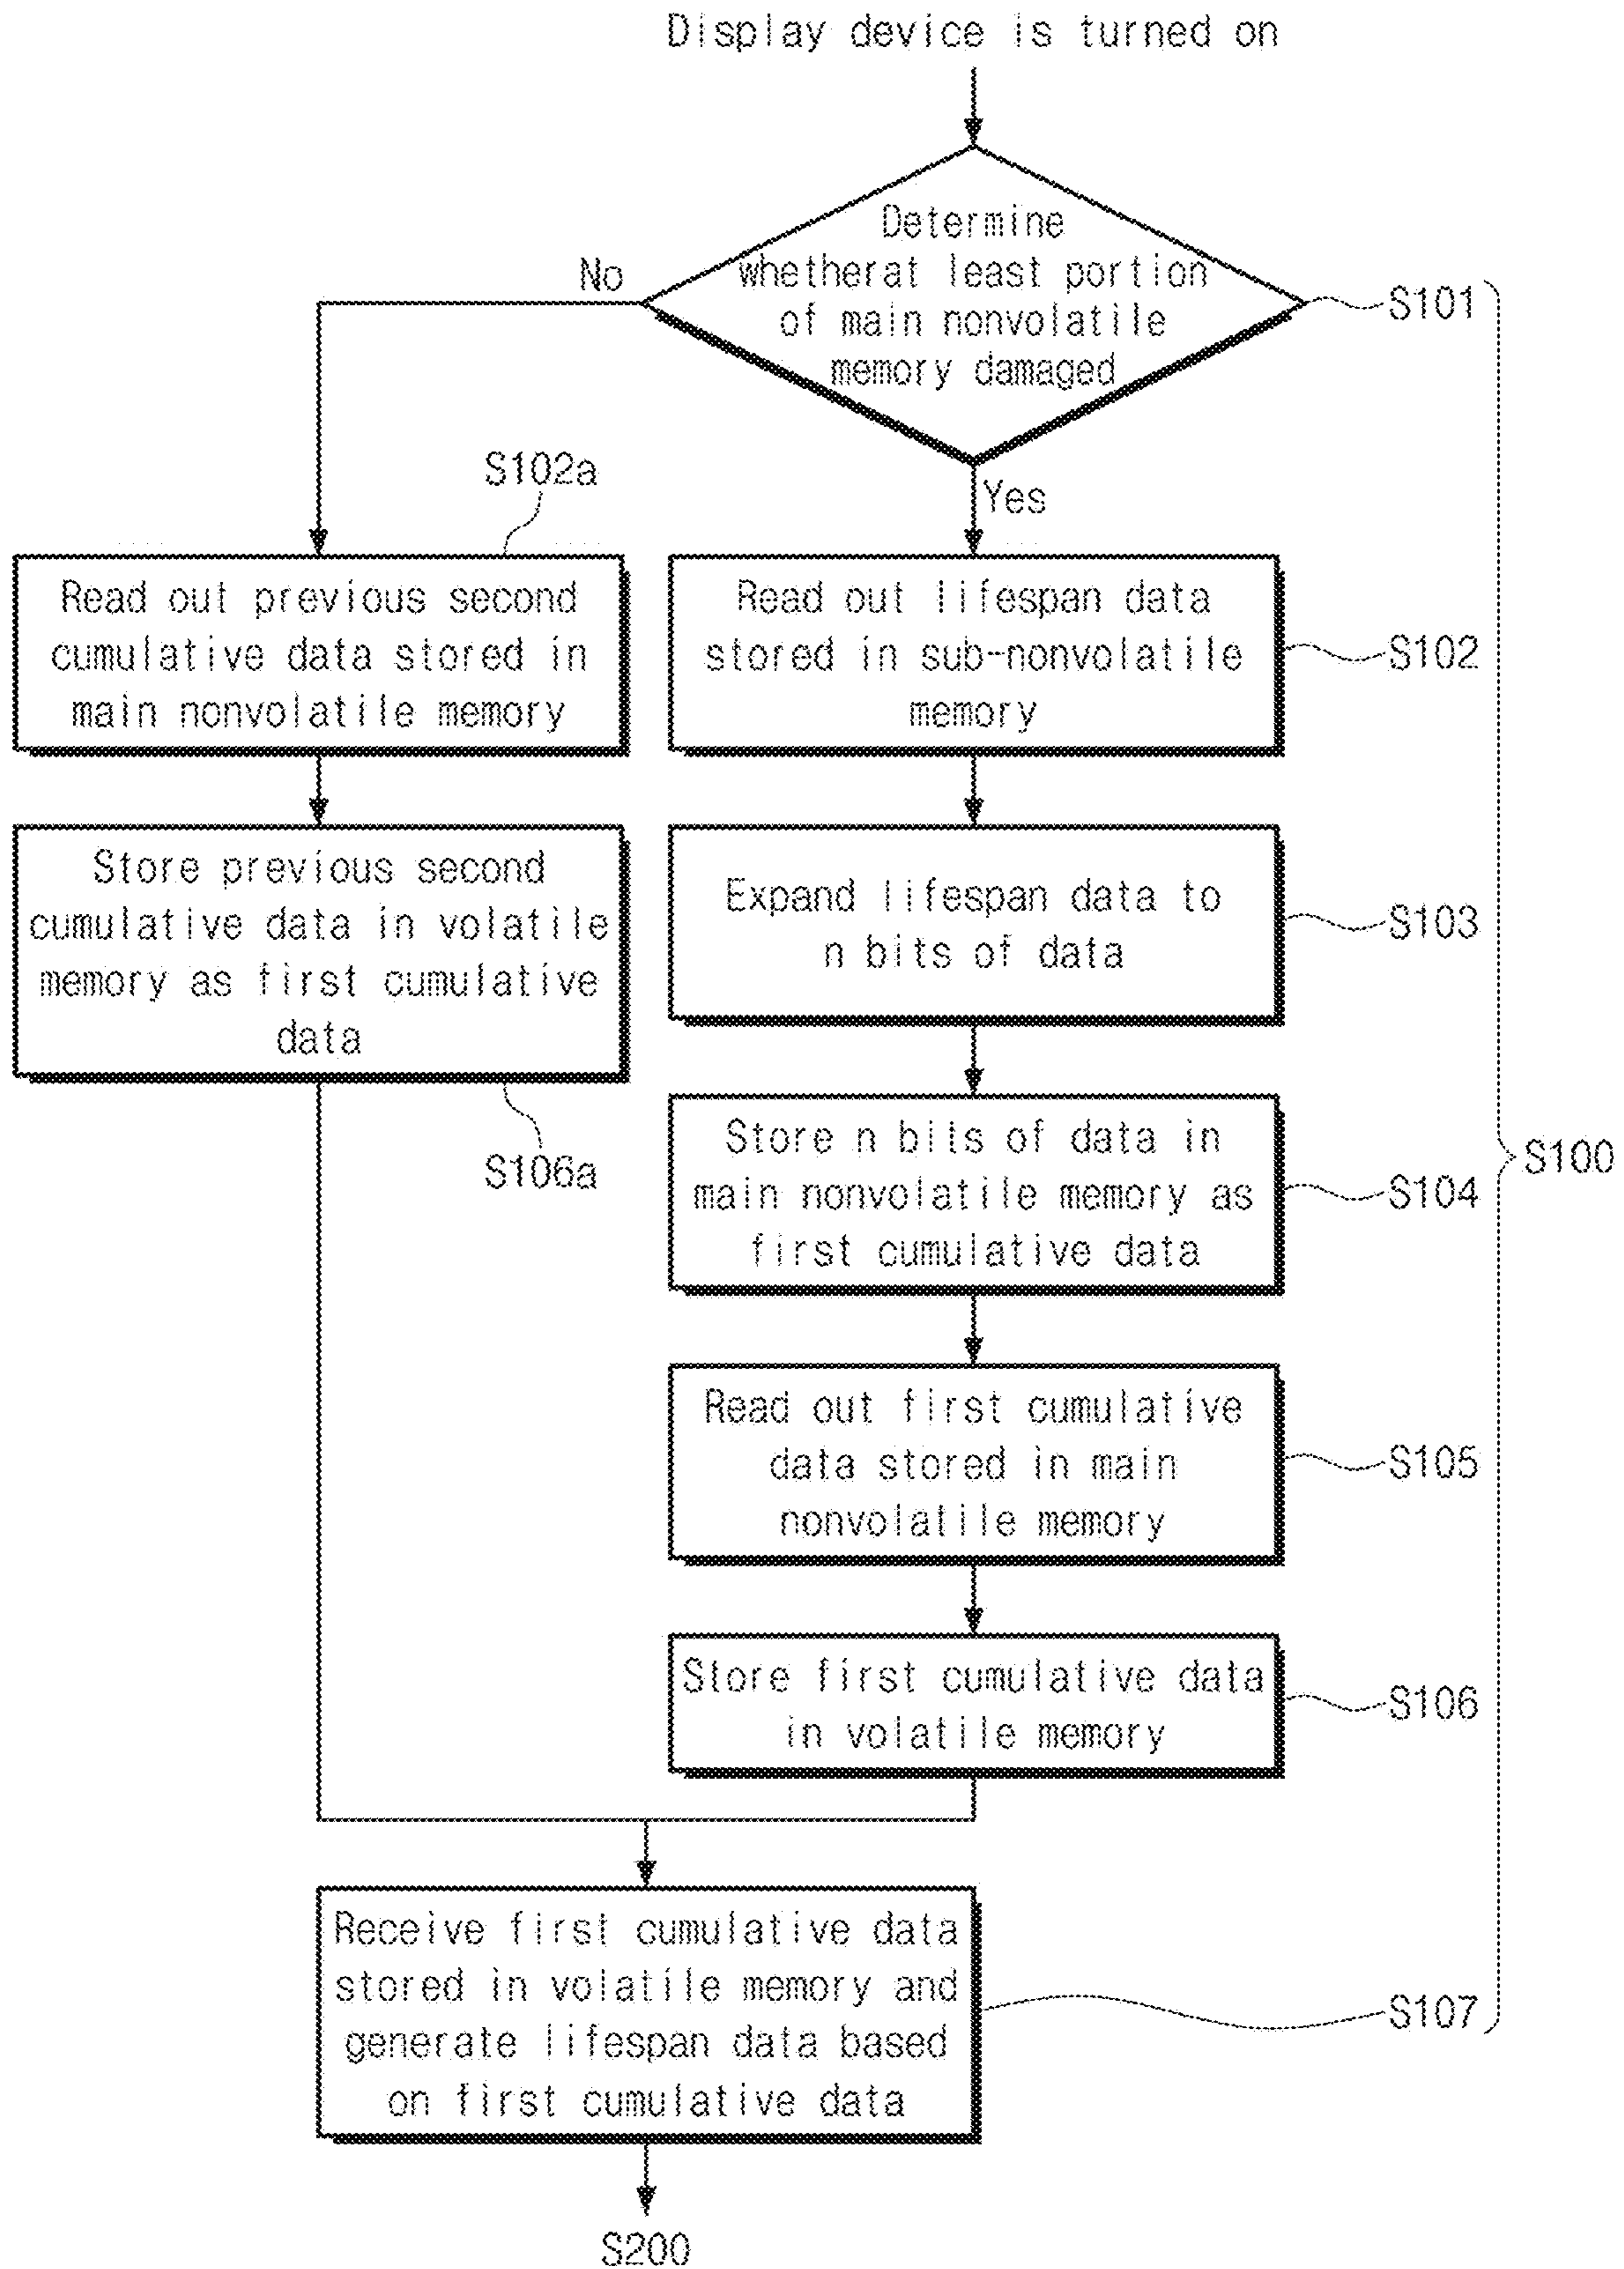 Display device is turned on
Determine
whetherat least portion
of main nonvolatile
memory damaged
No
S101
Yes
S102a
Read out previous second
cumulative data stored in
main nonvolatile memory
Read out lifespan data
stored in sub-nonvolatile
memory
S102
Store previous second
cumulative data in volatile
memory as first cumulative
data
S106a
Expand lifespan data to
n bits of data
S103
Store n bits of data in
main nonvolatile memory as
first cumulative data
S104
S100
Read out first cumulative
data stored in main
nonvolatile memory
S105
Store first cumulative data
in volatile memory
S106
Receive first cumulative data
stored in volatile memory and
generate lifespan data based
on first cumulative data
S107
S200